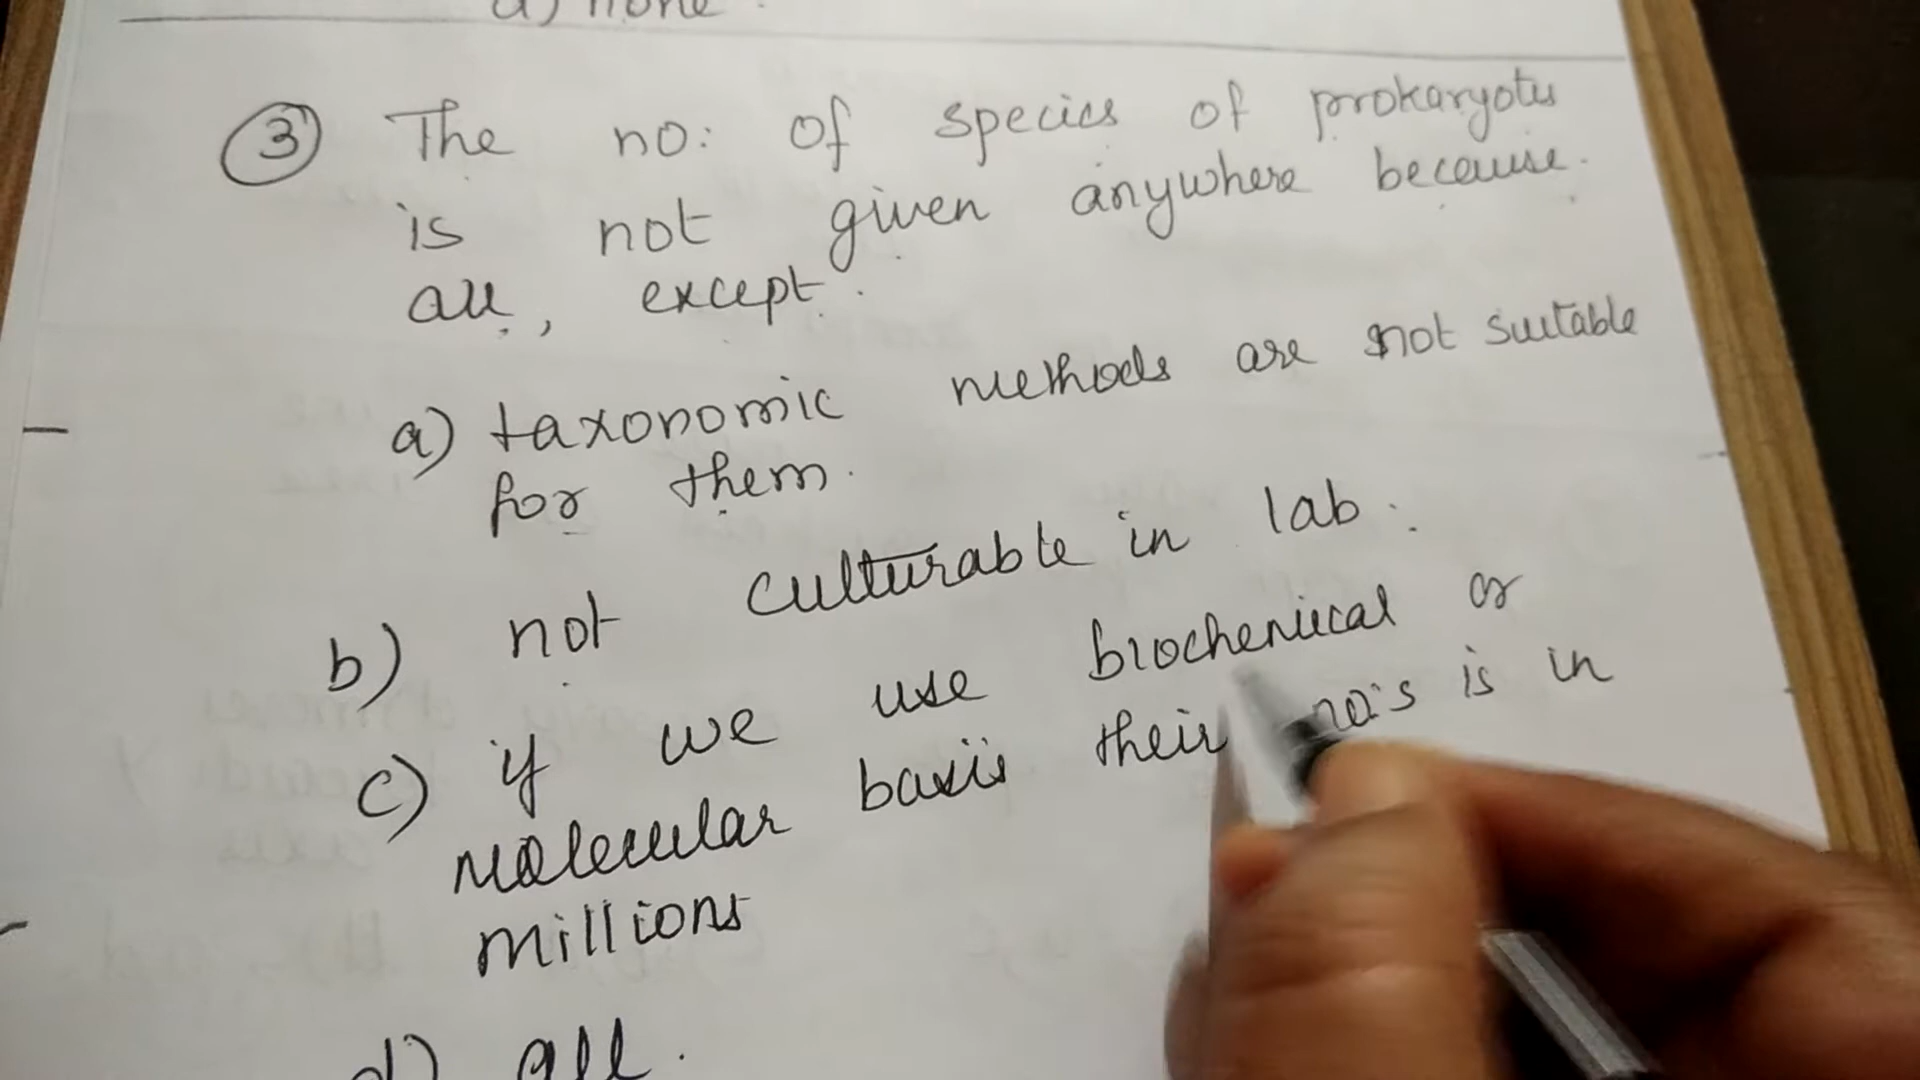 d) none.
③ The no: of species of prokaryotes
is not given anywhere because.
all, except.
a) taxonomic methods are not suitable
for them.
b) not culturable in lab.
c) if we use biochemical or
molecular basis their no:s is in
millions
d) all.